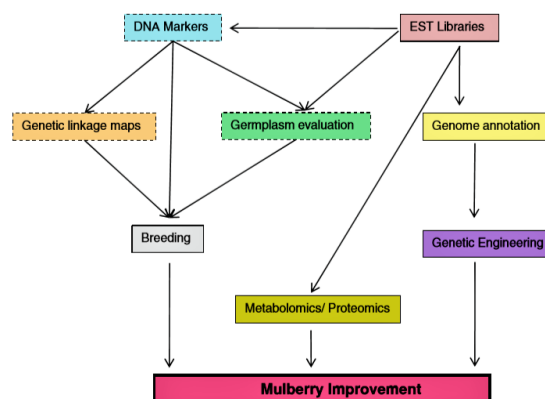 DNA Markers
EST Libraries
Genetic linkage maps
Germplasm evaluation
Genome annotation
Breeding
Genetic Engineering
Metabolomics/ Proteomics
Mulberry Improvement